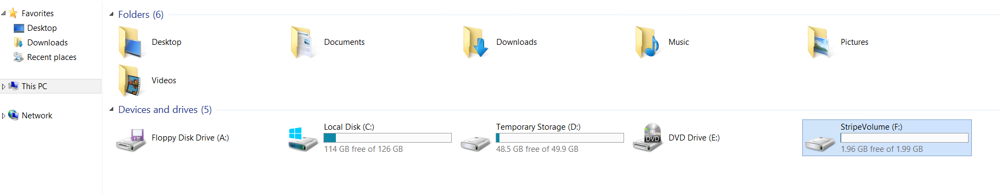 Favorites
Desktop
Downloads
Recent places
This PC
Network
Folders (6)
Desktop
Documents
Downloads
Music
Pictures
Videos
Devices and drives (5)
Floppy Disk Drive (A:)
Local Disk (C:)
114 GB free of 126 GB
Temporary Storage (D:)
48.5 GB free of 49.9 GB
DVD
DVD Drive (E:)
StripeVolume (F:)
1.96 GB free of 1.99 GB